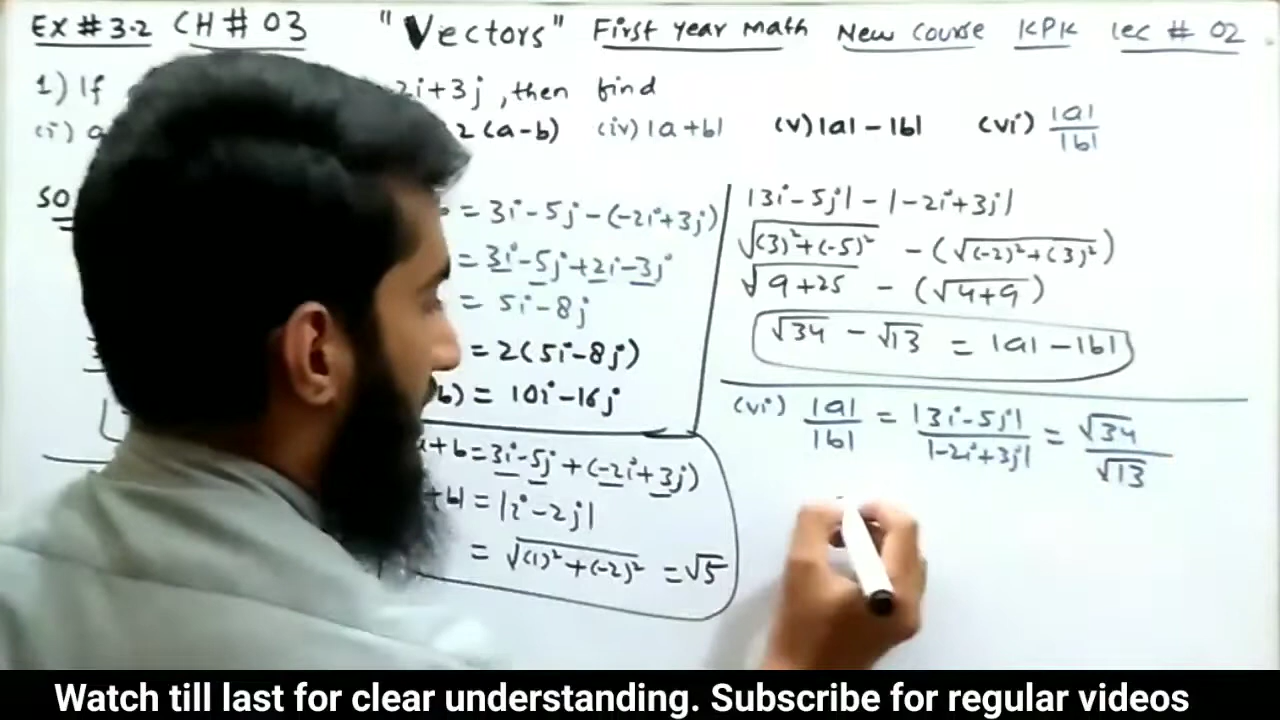 EX # 3.2 CH # 03 "Vectors" First year Math New Course KPK lec # 02
1) If 2i+3j , then find
(i) a 2(a-b) (iv) |a+b| (v) |a| - |b| (vi) |a|/|b|
SO
= 3i-5j-(-2i+3j)
= 3i-5j+2i-3j
= 5i-8j
= 2(5i-8j)
b) = 10i-16j
a+b = 3i-5j+(-2i+3j)
+b| = |i-2j|
= √(1)²+(-2)² = √5
|3i-5j| - |-2i+3j|
√(3)²+(-5)² - (√(-2)²+(3)²)
√9+25 - (√4+9)
√34 - √13 = |a| - |b|
(vi) |a|/|b| = |3i-5j|/|-2i+3j| = √34/√13
Watch till last for clear understanding. Subscribe for regular videos